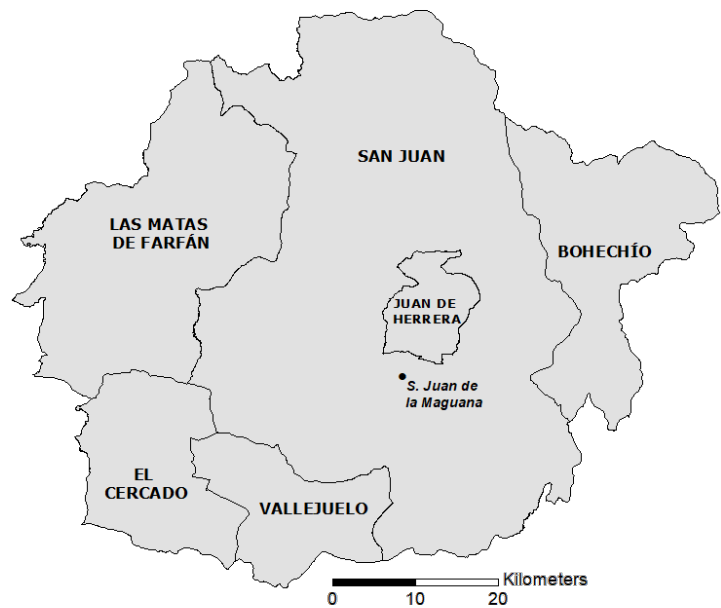 SAN JUAN
LAS MATAS
DE FARFÁN
BOHECHÍO
JUAN DE
HERRERA
S. Juan de
la Maguana
EL
CERCADO
VALLEJUELO
Kilometers
0 10 20